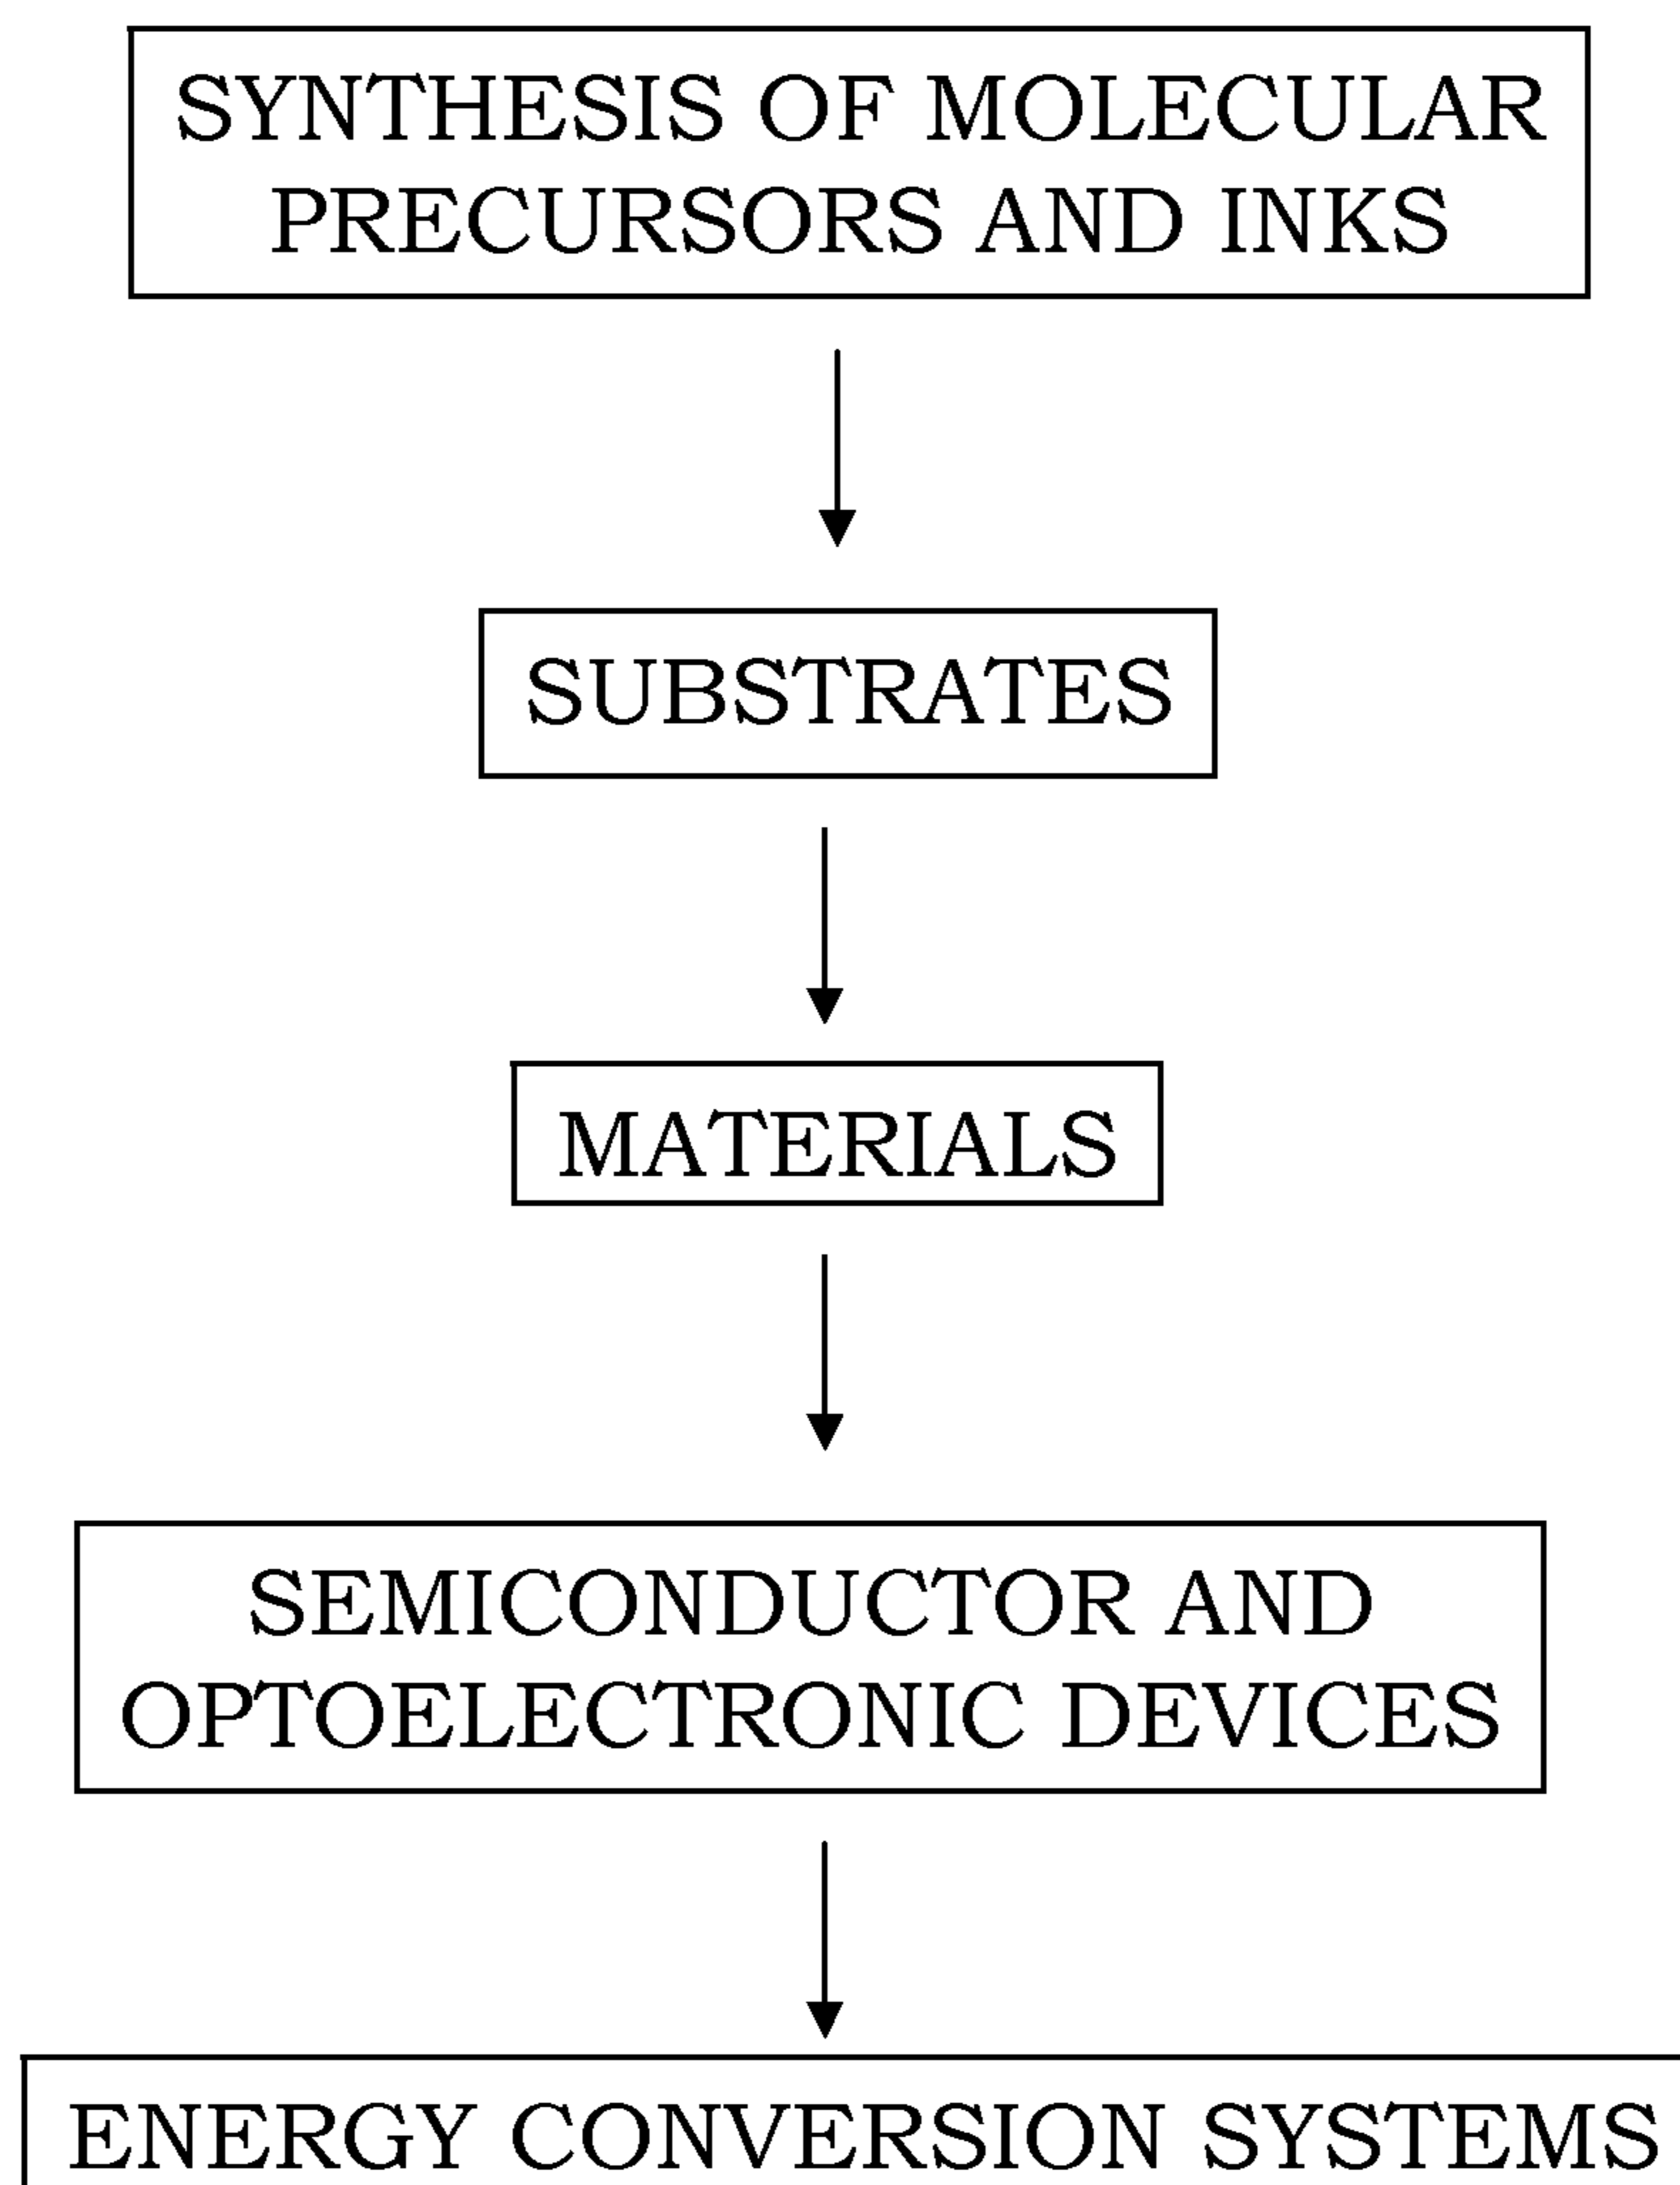 SYNTHESIS OF MOLECULAR
PRECURSORS AND INKS
SUBSTRATES
MATERIALS
SEMICONDUCTOR AND
OPTOELECTRONIC DEVICES
ENERGY CONVERSION SYSTEMS